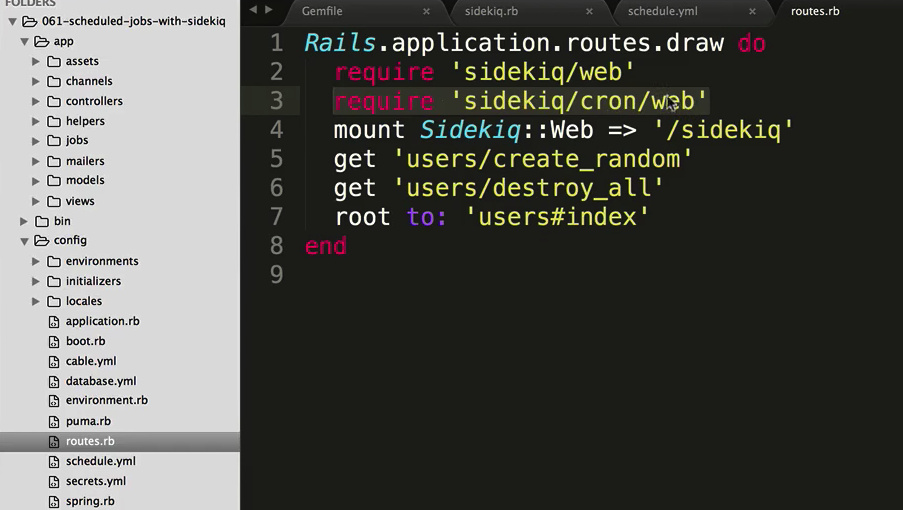 FOLDERS
061-scheduled-jobs-with-sidekiq
app
assets
channels
controllers
helpers
jobs
mailers
models
views
bin
config
environments
initializers
locales
application.rb
boot.rb
cable.yml
database.yml
environment.rb
puma.rb
routes.rb
schedule.yml
secrets.yml
spring.rb
Gemfile × sidekiq.rb × schedule.yml × routes.rb
1 Rails.application.routes.draw do
2 require 'sidekiq/web'
3 require 'sidekiq/cron/web'
4 mount Sidekiq::Web => '/sidekiq'
5 get 'users/create_random'
6 get 'users/destroy_all'
7 root to: 'users#index'
8 end
9